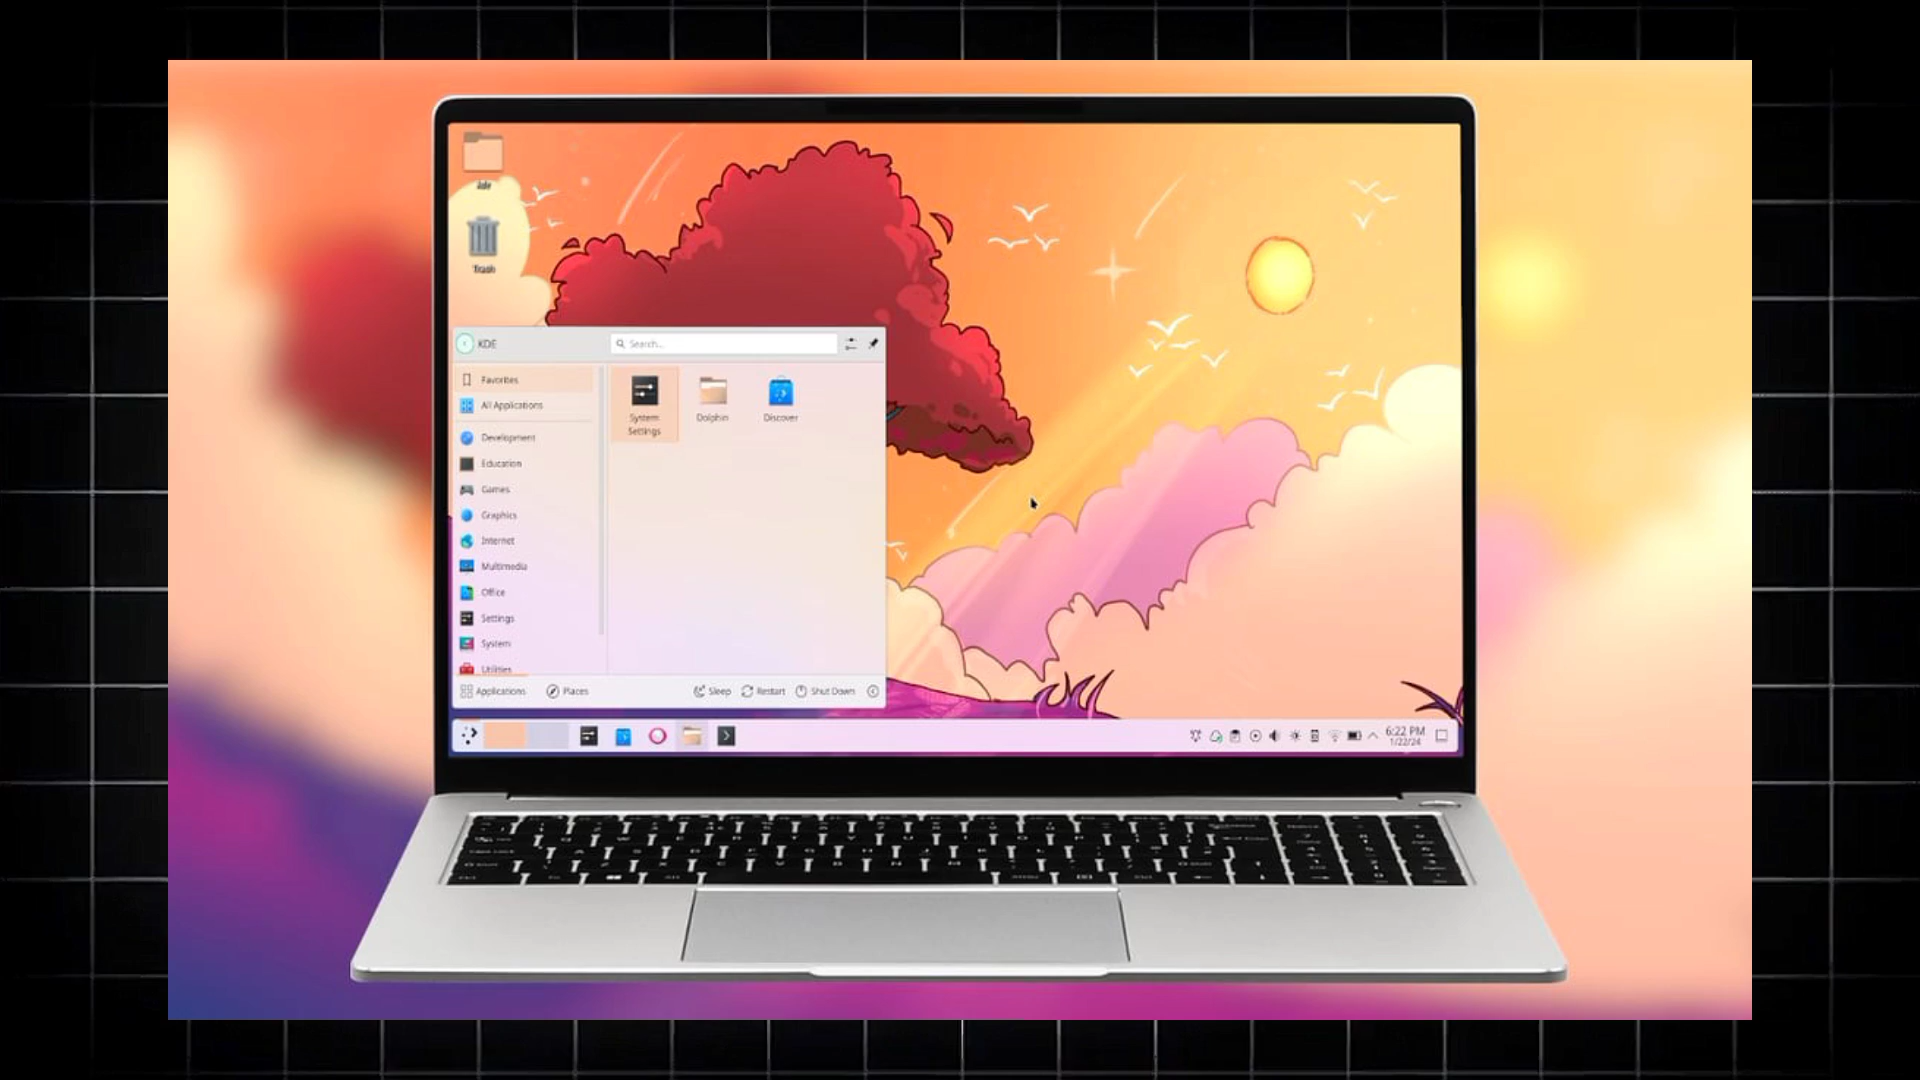 kde
Trash
KDE
Search...
Favorites
All Applications
Development
Education
Games
Graphics
Internet
Multimedia
Office
Settings
System
Utilities
System
Settings
Dolphin
Discover
Applications
Places
Sleep
Restart
Shut Down
6:22 PM
1/22/24